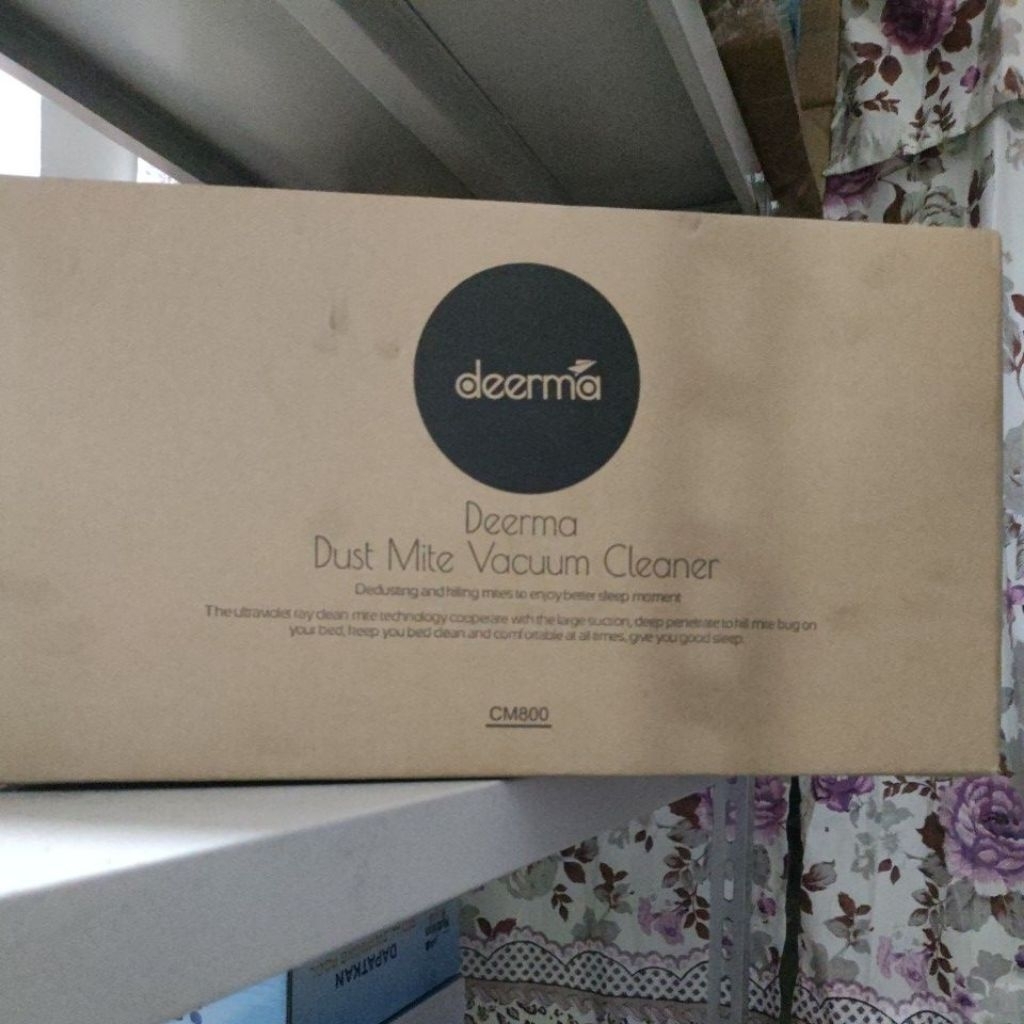 deerma
Deerma
Dust Mite Vacuum Cleaner
Dedusting and killing mites to enjoy better sleep moment
The ultraviolet ray clean mite technology cooperate with the large suction, deep penetrate to kill mite bug on
your bed, keep you bed clean and comfortable at all times, give you good sleep.
CM800
DAPATKAN